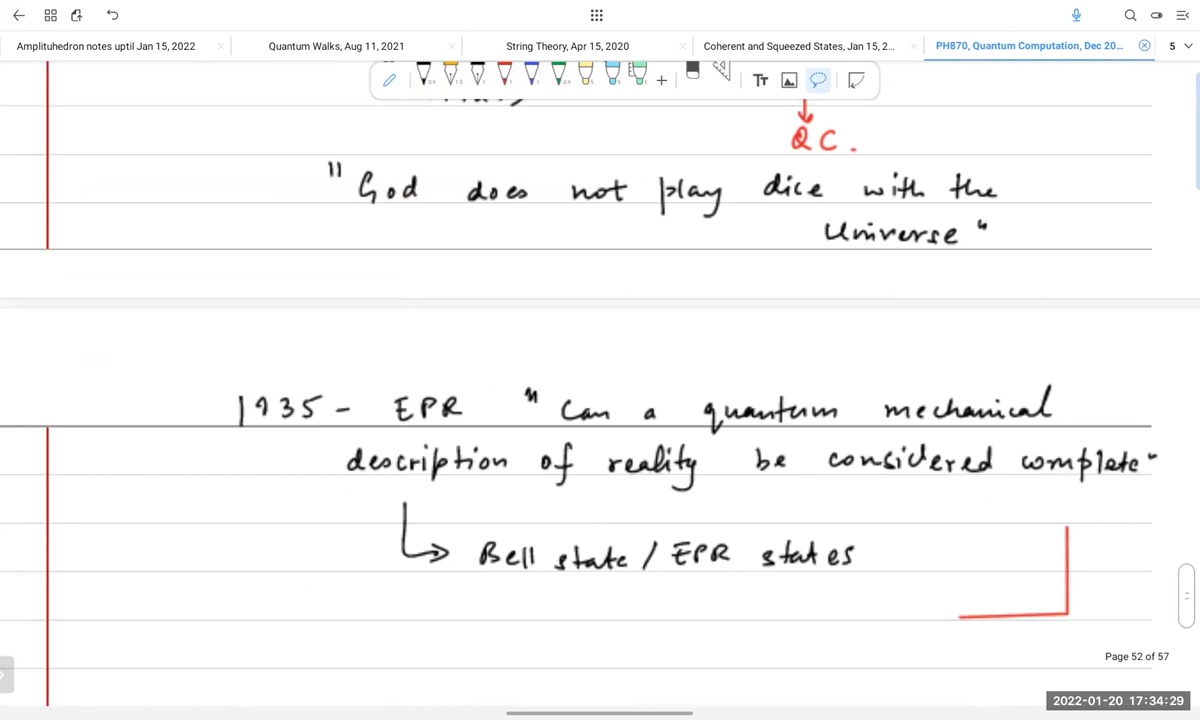 Amplituhedron notes uptil Jan 15, 2022
Quantum Walks, Aug 11, 2021
String Theory, Apr 15, 2020
Coherent and Squeezed States, Jan 15, 2...
PH870, Quantum Computation, Dec 20...
5
Tт
QC.
"God does not play dice with the
Universe"
1935 - EPR "Can a quantum mechanical
description of reality be considered complete"
Bell state / EPR states
Page 52 of 57
2022-01-20 17:34:29